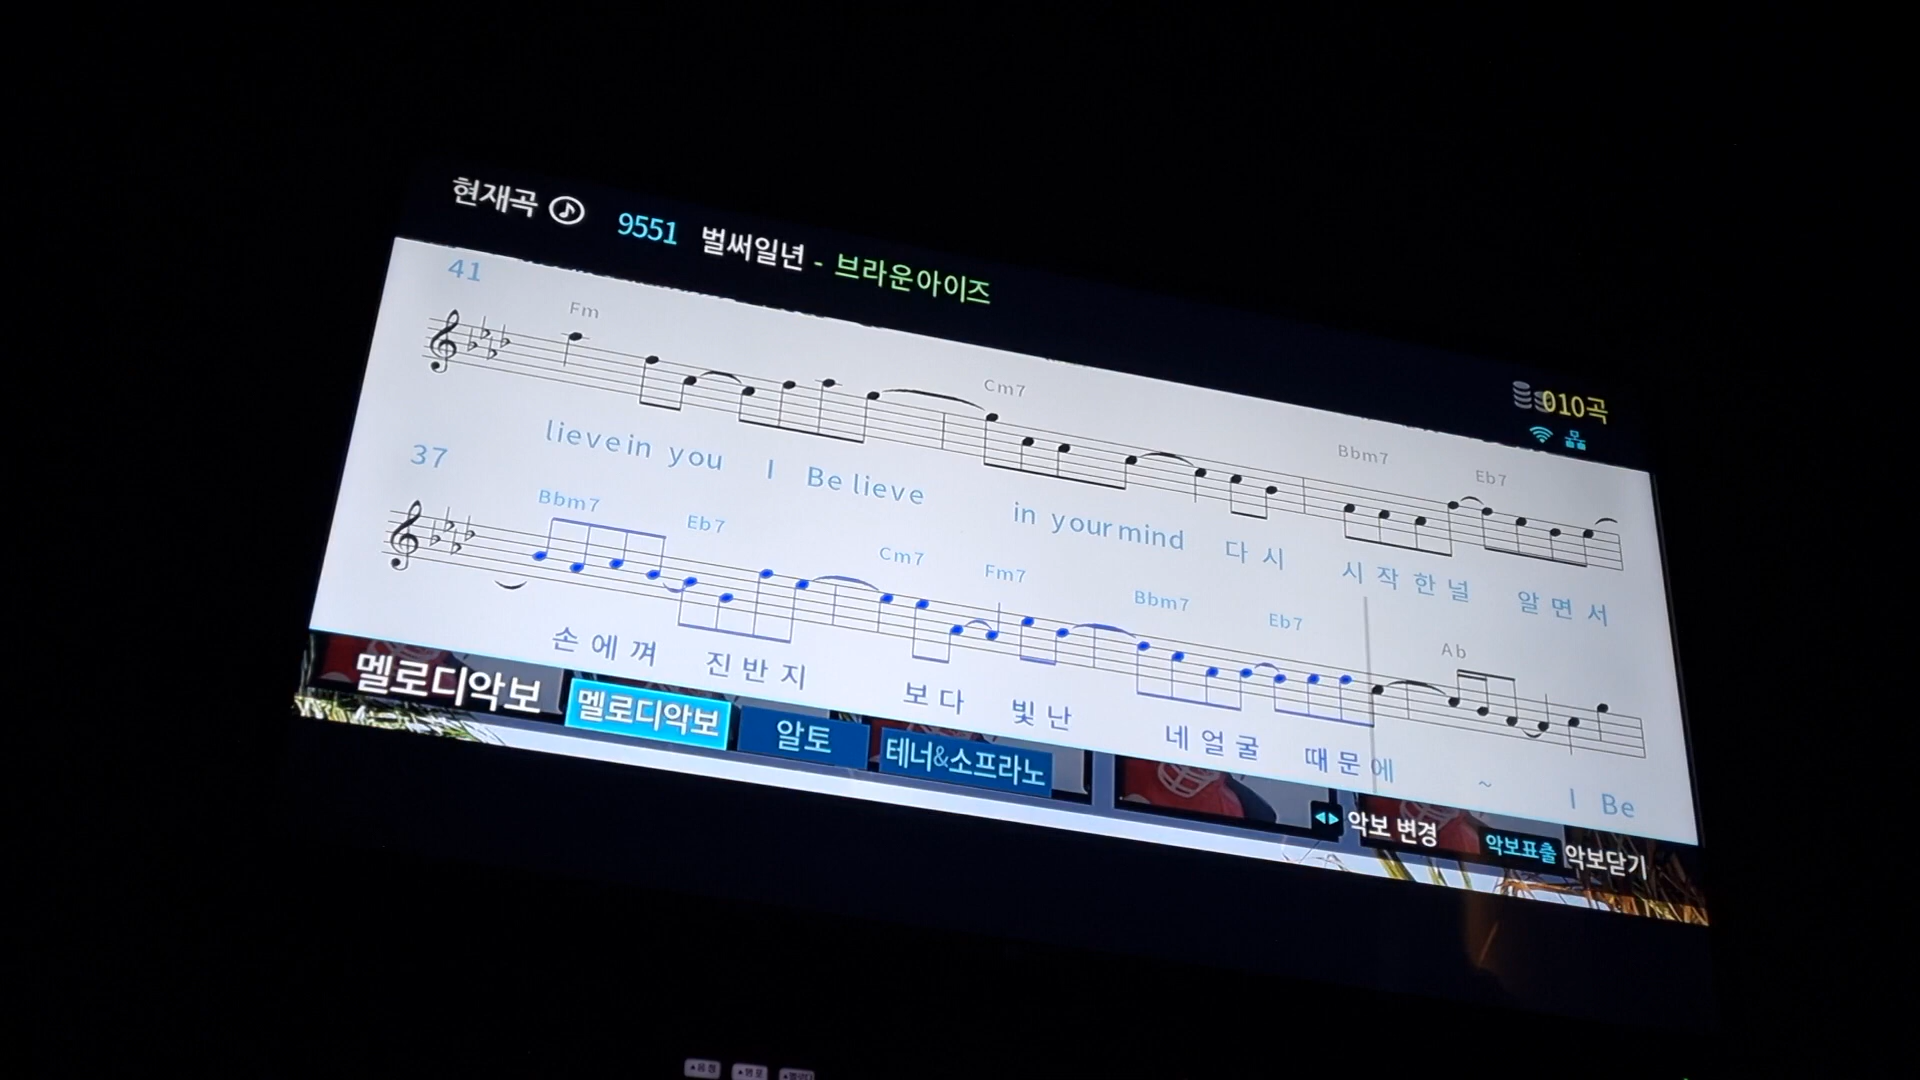 현재곡 9551 벌써일년 - 브라운아이즈
010곡
41
Fm Cm7 Bbm7 Eb7
lieve in you I Be lieve in your mind 다 시 시 작 한 널 알 면 서
37
Bbm7 Eb7 Cm7 Fm7 Bbm7 Eb7 Ab
손 에 껴 진 반 지 보 다 빛 난 네 얼 굴 때 문 에 ~ I Be
멜로디악보 멜로디악보 알토 테너&소프라노
악보 변경 악보표출 악보닫기